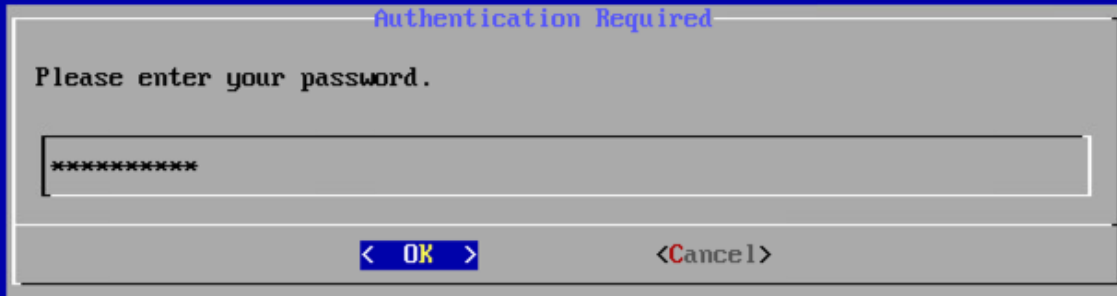 Authentication Required
Please enter your password.
**********
< OK > <Cancel>